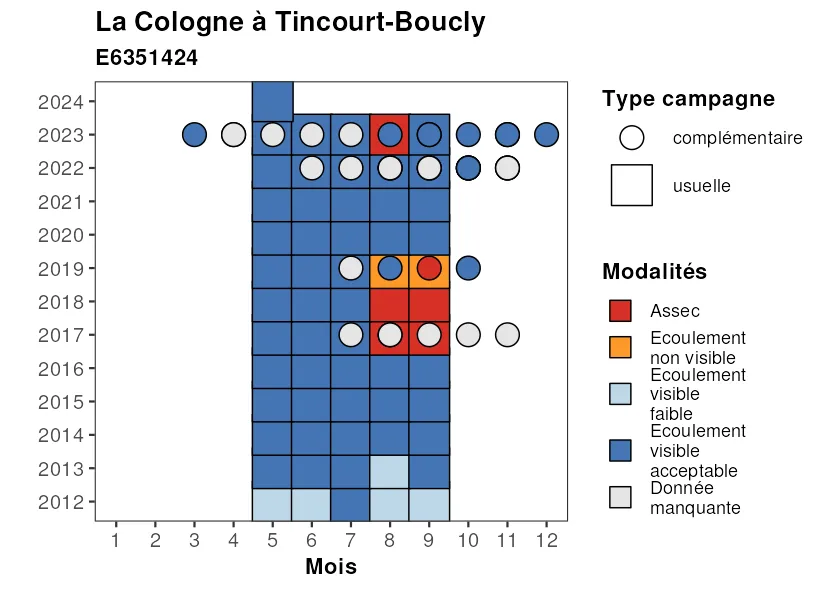 La Cologne à Tincourt-Boucly
E6351424
2024
2023
2022
2021
2020
2019
2018
2017
2016
2015
2014
2013
2012
1 2 3 4 5 6 7 8 9 10 11 12
Mois
Type campagne
complémentaire
usuelle
Modalités
Assec
Ecoulement
non visible
Ecoulement
visible
faible
Ecoulement
visible
acceptable
Donnée
manquante